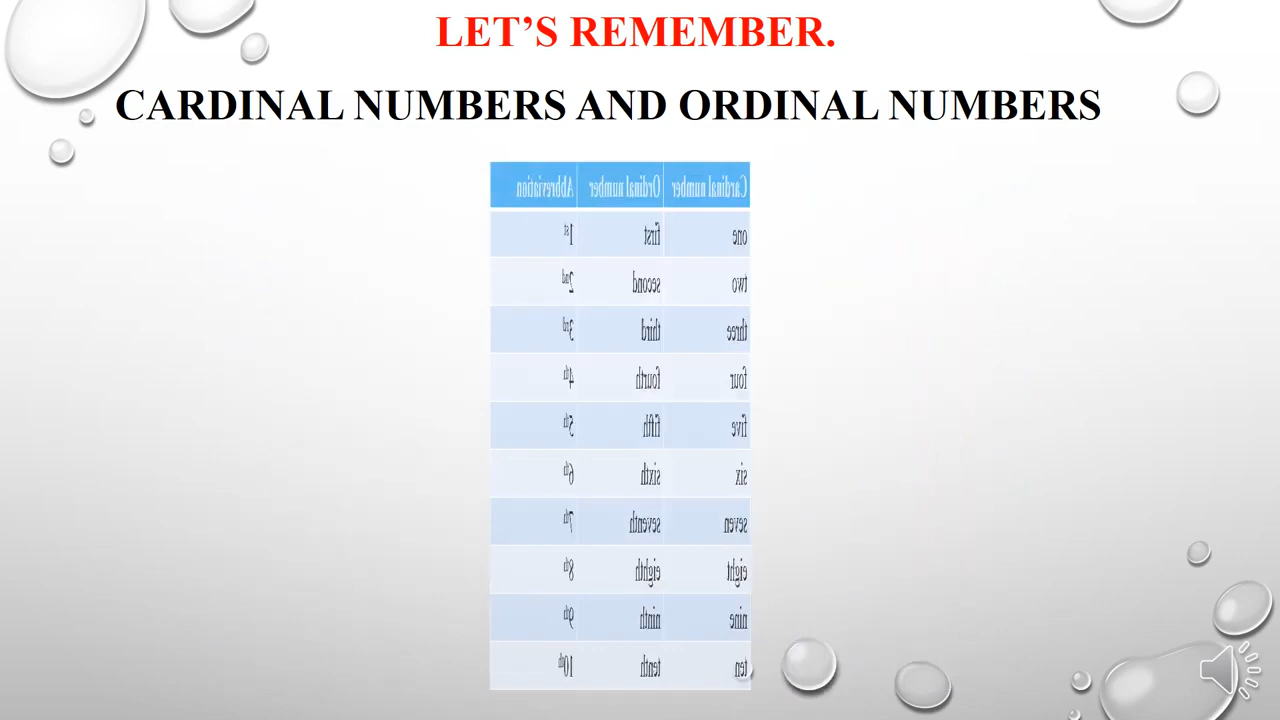 LET'S REMEMBER.
CARDINAL NUMBERS AND ORDINAL NUMBERS
Cardinal number Ordinal number Abbreviation
one first 1st
two second 2nd
three third 3rd
four fourth 4th
five fifth 5th
six sixth 6th
seven seventh 7th
eight eighth 8th
nine ninth 9th
ten tenth 10th